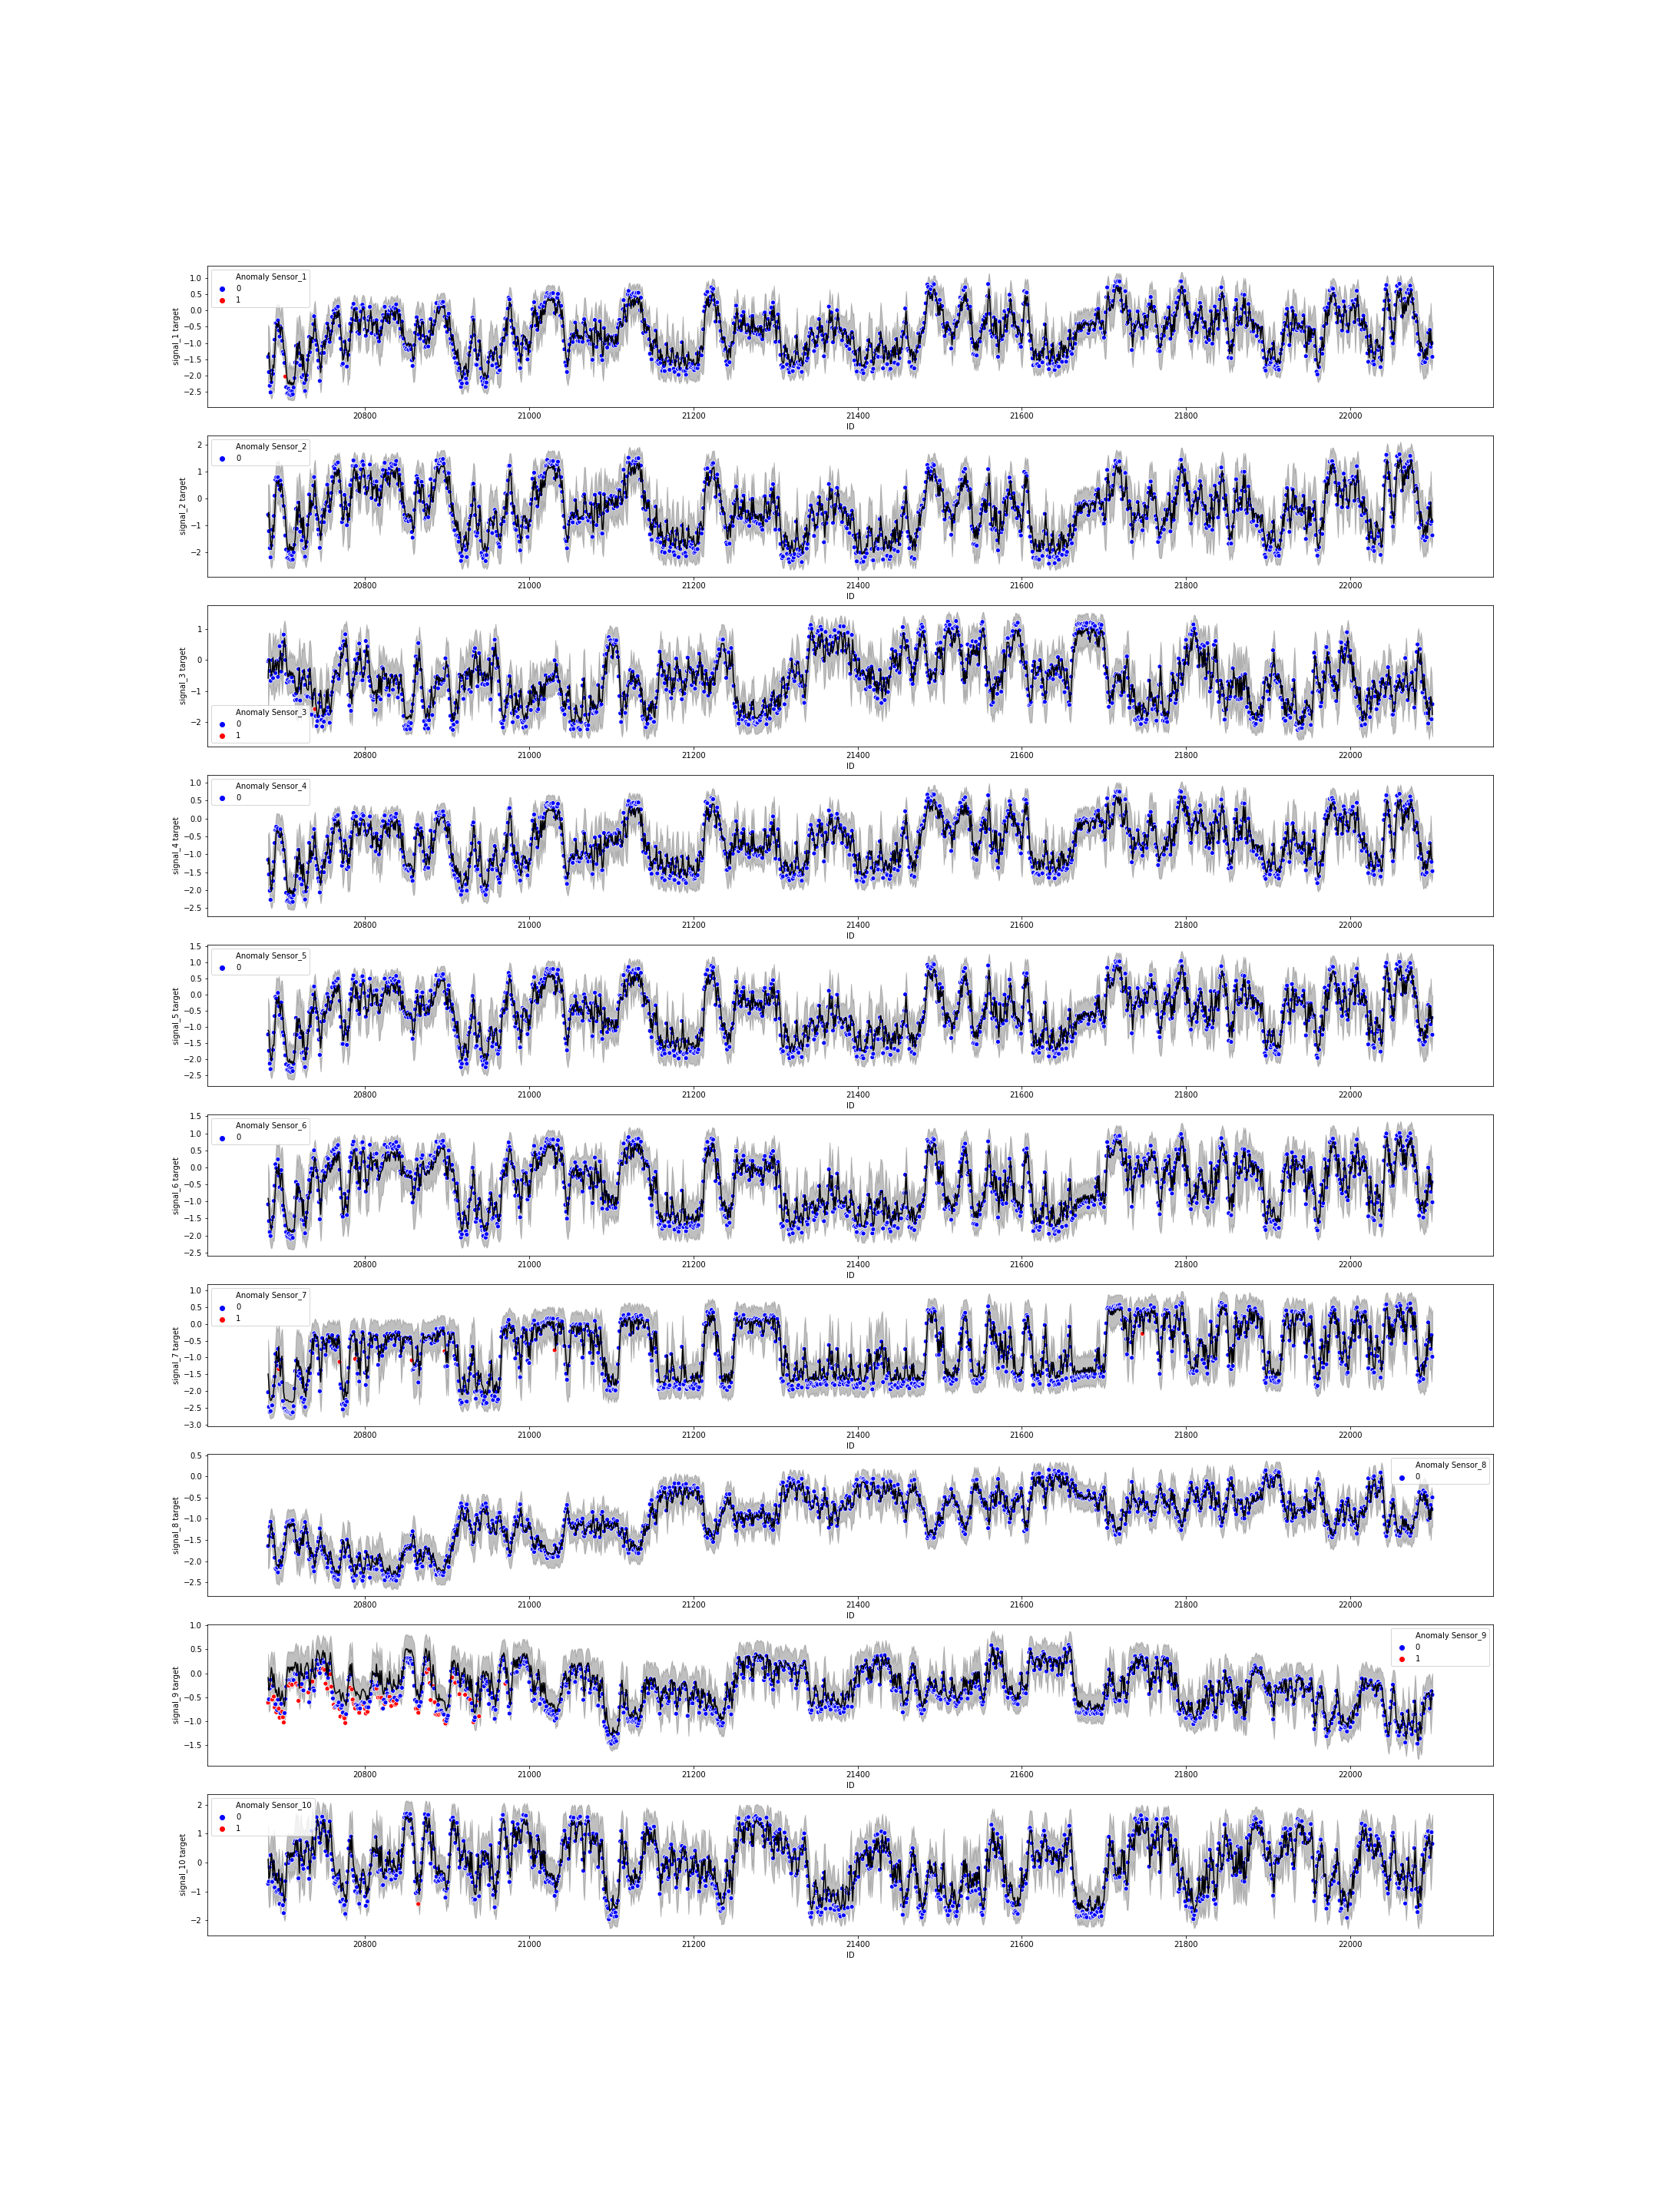 Anomaly Sensor_1
0
1
1.0
0.5
0.0
−0.5
−1.0
−1.5
−2.0
−2.5
signal_1 target
20800 21000 21200 21400 21600 21800 22000
ID
Anomaly Sensor_2
0
2
1
0
−1
−2
signal_2 target
20800 21000 21200 21400 21600 21800 22000
ID
1
0
−1
−2
signal_3 target
Anomaly Sensor_3
0
1
20800 21000 21200 21400 21600 21800 22000
ID
Anomaly Sensor_4
0
1.0
0.5
0.0
−0.5
−1.0
−1.5
−2.0
−2.5
signal_4 target
20800 21000 21200 21400 21600 21800 22000
ID
Anomaly Sensor_5
0
1.5
1.0
0.5
0.0
−0.5
−1.0
−1.5
−2.0
−2.5
signal_5 target
20800 21000 21200 21400 21600 21800 22000
ID
Anomaly Sensor_6
0
1.5
1.0
0.5
0.0
−0.5
−1.0
−1.5
−2.0
−2.5
signal_6 target
20800 21000 21200 21400 21600 21800 22000
ID
Anomaly Sensor_7
0
1
1.0
0.5
0.0
−0.5
−1.0
−1.5
−2.0
−2.5
−3.0
signal_7 target
20800 21000 21200 21400 21600 21800 22000
ID
Anomaly Sensor_8
0
0.5
0.0
−0.5
−1.0
−1.5
−2.0
−2.5
signal_8 target
20800 21000 21200 21400 21600 21800 22000
ID
Anomaly Sensor_9
0
1
1.0
0.5
0.0
−0.5
−1.0
−1.5
signal_9 target
20800 21000 21200 21400 21600 21800 22000
ID
Anomaly Sensor_10
0
1
2
1
0
−1
−2
signal_10 target
20800 21000 21200 21400 21600 21800 22000
ID